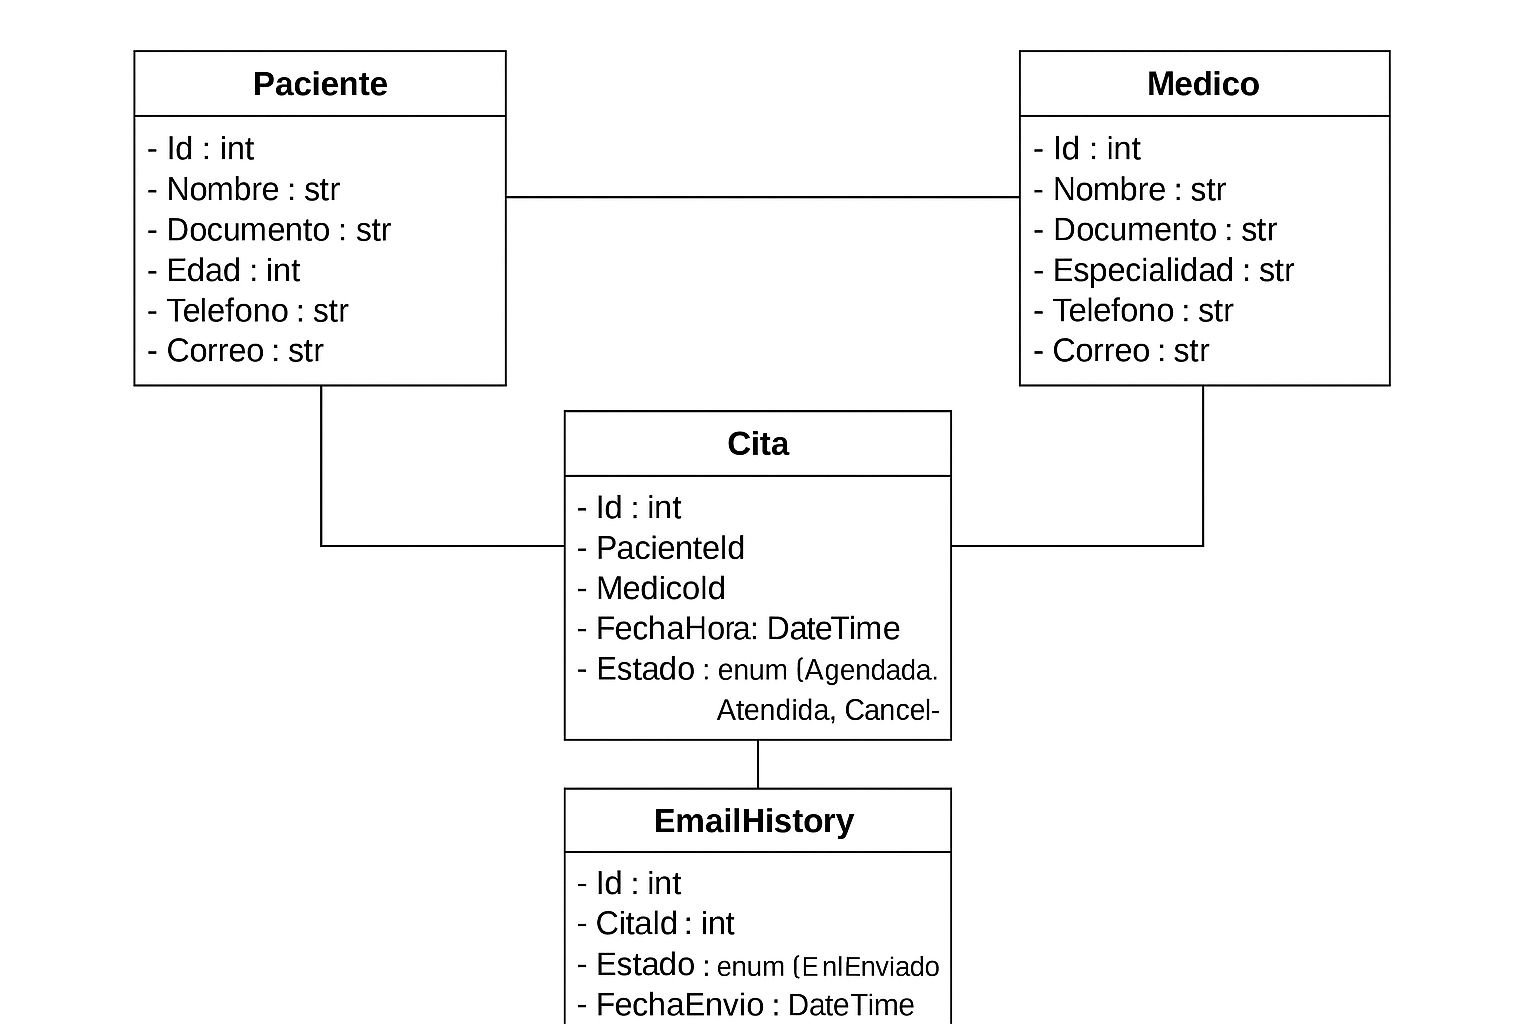 Paciente
- Id : int
- Nombre : str
- Documento : str
- Edad : int
- Telefono : str
- Correo : str
Medico
- Id : int
- Nombre : str
- Documento : str
- Especialidad : str
- Telefono : str
- Correo : str
Cita
- Id : int
- PacienteId
- MedicoId
- FechaHora: DateTime
- Estado : enum (Agendada.
Atendida, Cancel-
EmailHistory
- Id : int
- CitaId : int
- Estado : enum (EnlEnviado
- FechaEnvio : DateTime